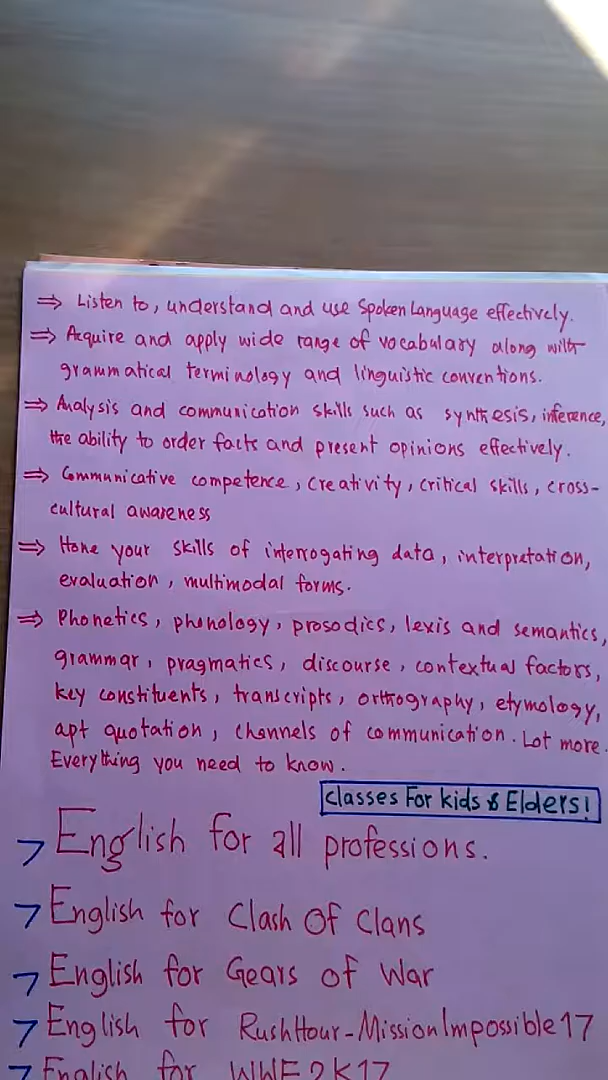 ⇒ Listen to, understand and use Spoken Language effectively.
⇒ Acquire and apply wide range of vocabulary along with
grammatical terminology and linguistic conventions.
⇒ Analysis and communication skills such as synthesis, inference,
the ability to order facts and present opinions effectively.
⇒ Communicative competence, creativity, critical skills, cross-
cultural awareness
⇒ Hone your skills of interrogating data, interpretation,
evaluation, multimodal forms.
⇒ Phonetics, phonology, prosodics, lexis and semantics,
grammar, pragmatics, discourse, contextual factors,
key constituents, transcripts, orthography, etymology,
apt quotation, channels of communication. Lot more.
Everything you need to know.
Classes For kids & Elders!
English for all professions.
English for Clash Of Clans
English for Gears of War
English for RushHour-MissionImpossible17
English for WWE2K17